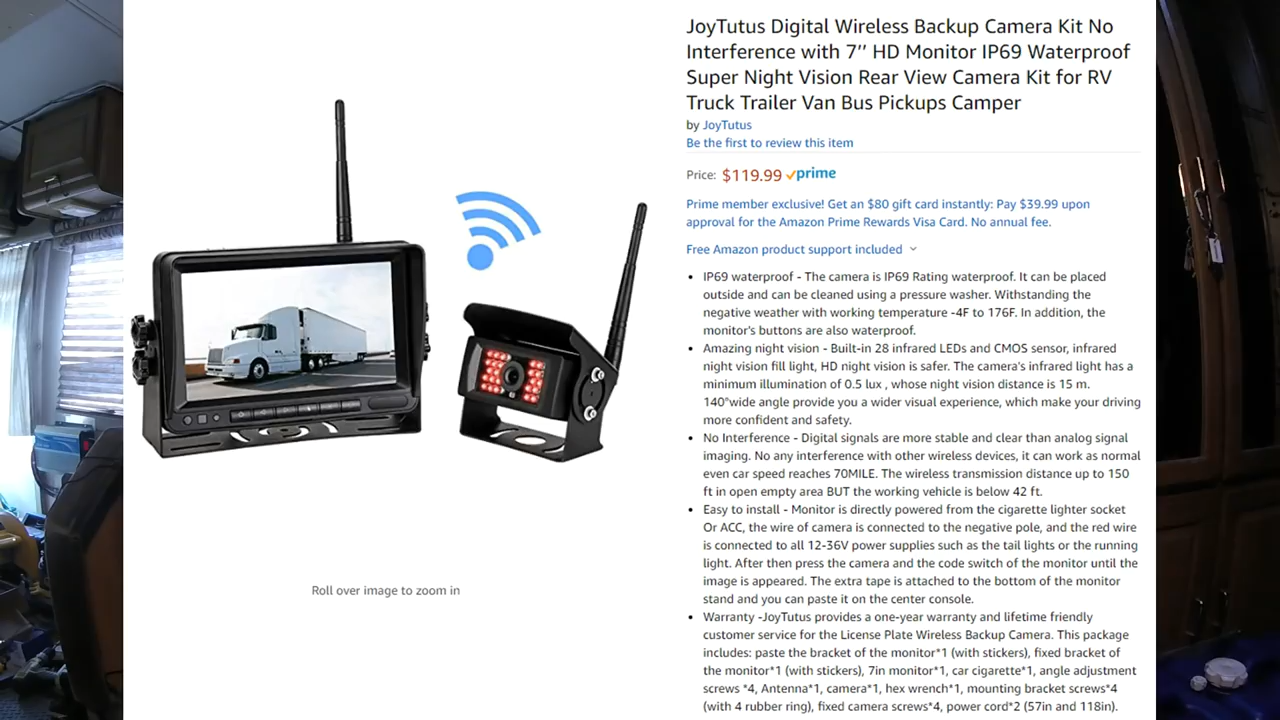 JoyTutus Digital Wireless Backup Camera Kit No
Interference with 7’’ HD Monitor IP69 Waterproof
Super Night Vision Rear View Camera Kit for RV
Truck Trailer Van Bus Pickups Camper
by JoyTutus
Be the first to review this item
Price: $119.99 prime
Prime member exclusive! Get an $80 gift card instantly: Pay $39.99 upon
approval for the Amazon Prime Rewards Visa Card. No annual fee.
Free Amazon product support included
• IP69 waterproof - The camera is IP69 Rating waterproof. It can be placed
outside and can be cleaned using a pressure washer. Withstanding the
negative weather with working temperature -4F to 176F. In addition, the
monitor's buttons are also waterproof.
• Amazing night vision - Built-in 28 infrared LEDs and CMOS sensor, infrared
night vision fill light, HD night vision is safer. The camera's infrared light has a
minimum illumination of 0.5 lux , whose night vision distance is 15 m.
140°wide angle provide you a wider visual experience, which make your driving
more confident and safety.
• No Interference - Digital signals are more stable and clear than analog signal
imaging. No any interference with other wireless devices, it can work as normal
even car speed reaches 70MILE. The wireless transmission distance up to 150
ft in open empty area BUT the working vehicle is below 42 ft.
• Easy to install - Monitor is directly powered from the cigarette lighter socket
Or ACC, the wire of camera is connected to the negative pole, and the red wire
is connected to all 12-36V power supplies such as the tail lights or the running
light. After then press the camera and the code switch of the monitor until the
image is appeared. The extra tape is attached to the bottom of the monitor
stand and you can paste it on the center console.
• Warranty -JoyTutus provides a one-year warranty and lifetime friendly
customer service for the License Plate Wireless Backup Camera. This package
includes: paste the bracket of the monitor*1 (with stickers), fixed bracket of
the monitor*1 (with stickers), 7in monitor*1, car cigarette*1, angle adjustment
screws *4, Antenna*1, camera*1, hex wrench*1, mounting bracket screws*4
(with 4 rubber ring), fixed camera screws*4, power cord*2 (57in and 118in).
Roll over image to zoom in